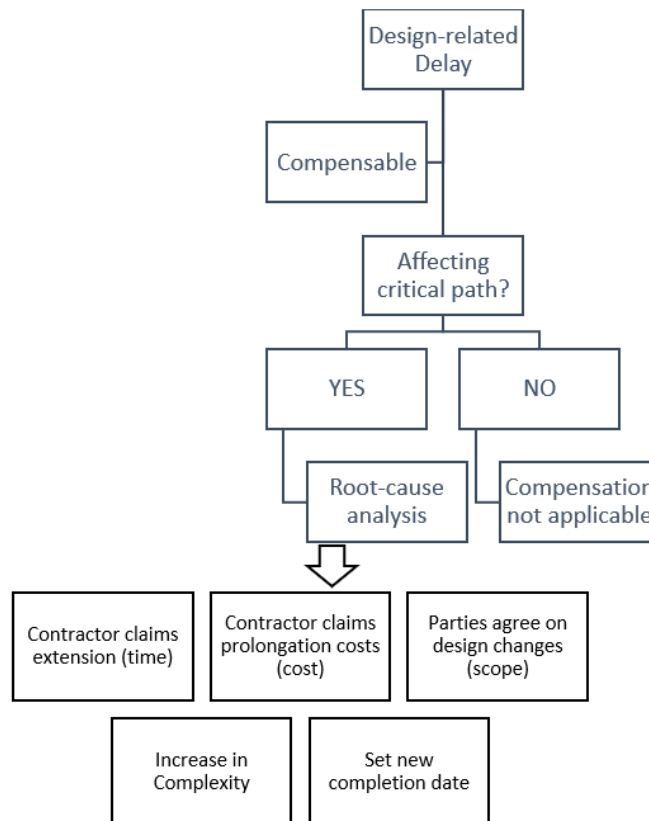 Design-related
Delay
Compensable
Affecting
critical path?
YES
NO
Root-cause
analysis
Compensation
not applicable
Contractor claims
extension (time)
Contractor claims
prolongation costs
(cost)
Parties agree on
design changes
(scope)
Increase in
Complexity
Set new
completion date